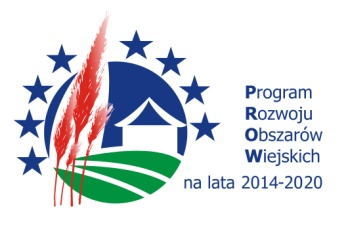 Program
Rozwoju
Obszarów
Wiejskich
na lata 2014-2020